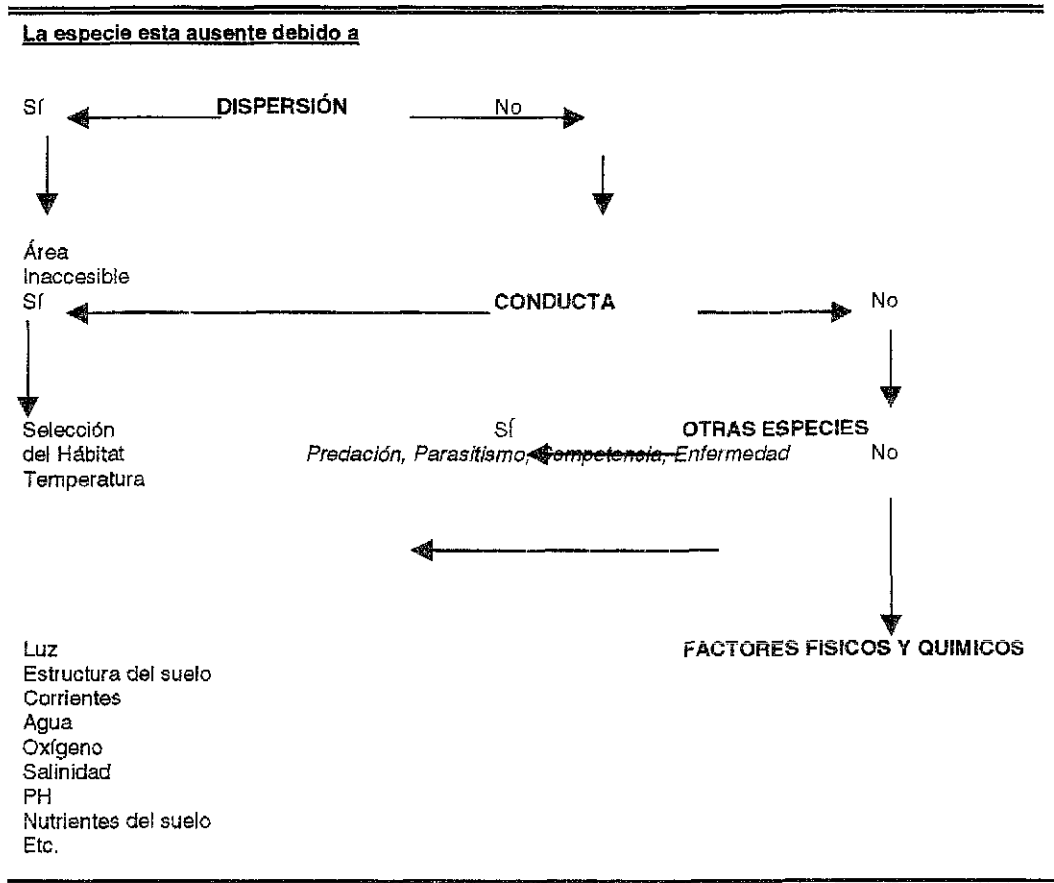 La especie esta ausente debido a
Sí DISPERSIÓN No
Área
Inaccesible
Sí CONDUCTA No
Selección Sí OTRAS ESPECIES
del Hábitat Predación, Parasitismo, Competencia, Enfermedad No
Temperatura
Luz FACTORES FISICOS Y QUIMICOS
Estructura del suelo
Corrientes
Agua
Oxígeno
Salinidad
PH
Nutrientes del suelo
Etc.